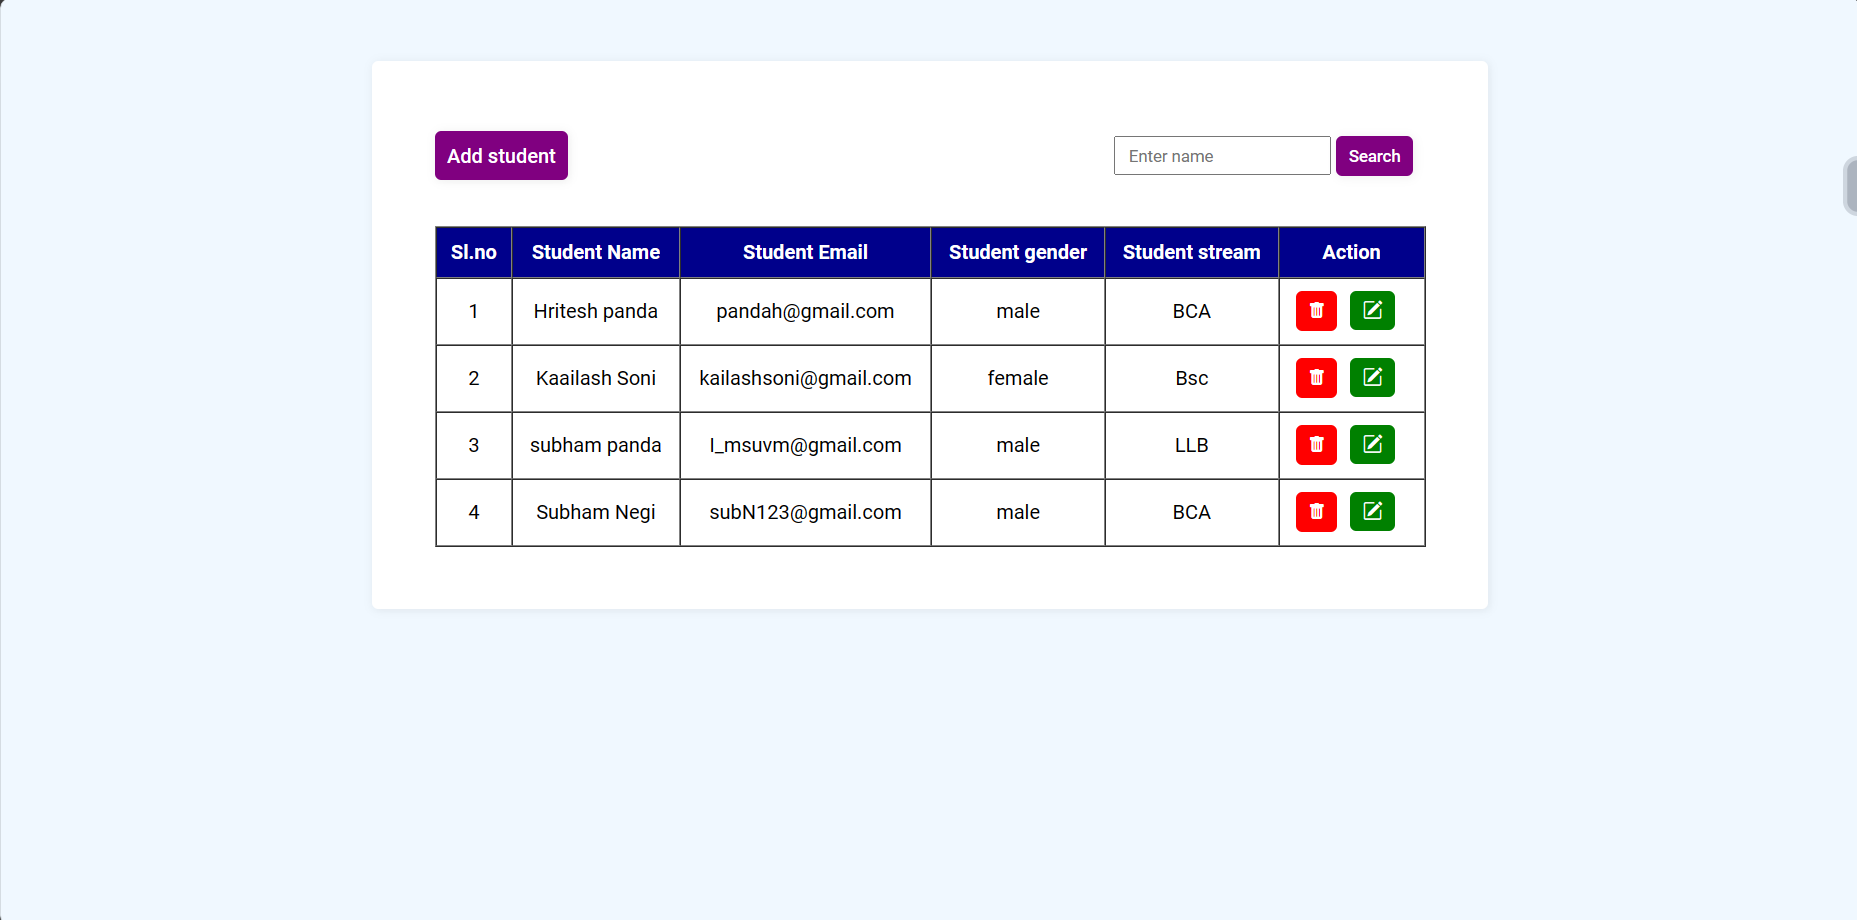 Add student Enter name Search
Sl.no Student Name Student Email Student gender Student stream Action
1 Hritesh panda pandah@gmail.com male BCA
2 Kaailash Soni kailashsoni@gmail.com female Bsc
3 subham panda I_msuvm@gmail.com male LLB
4 Subham Negi subN123@gmail.com male BCA